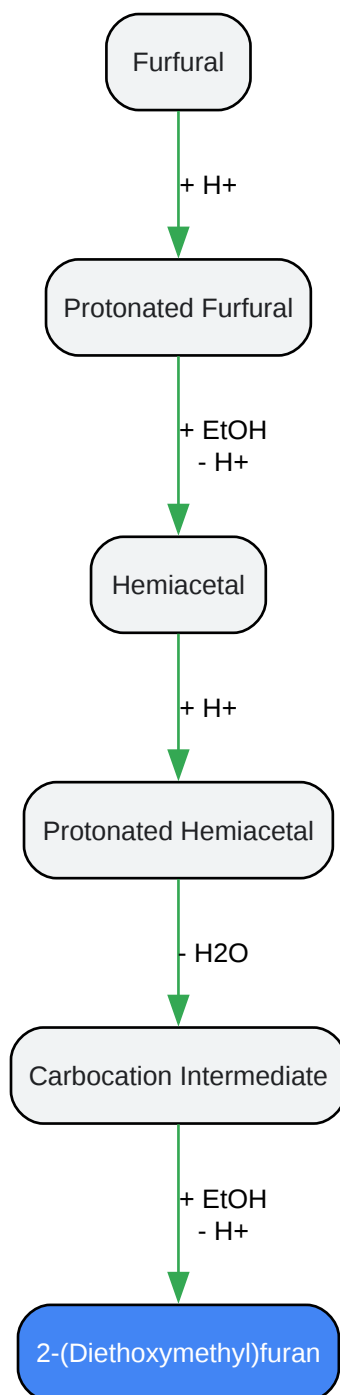 Furfural
+ H+
Protonated Furfural
+ EtOH
- H+
Hemiacetal
+ H+
Protonated Hemiacetal
- H2O
Carbocation Intermediate
+ EtOH
- H+
2-(Diethoxymethyl)furan